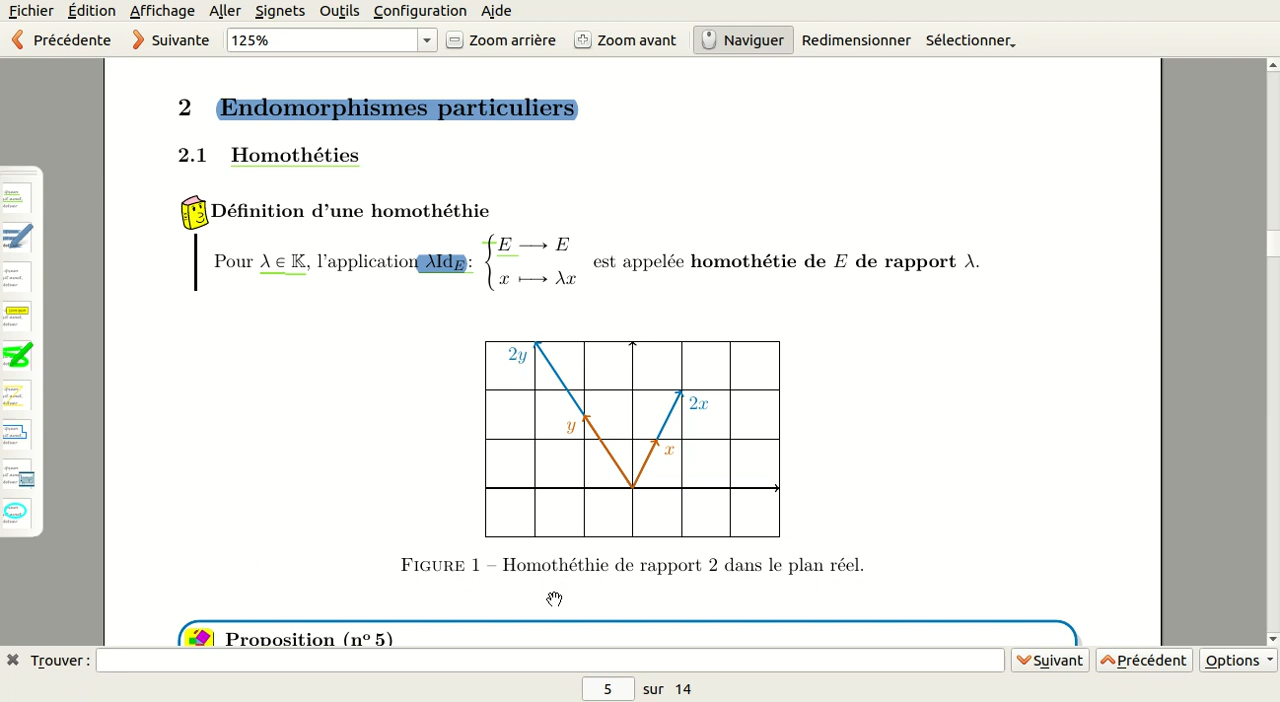 Fichier Édition Affichage Aller Signets Outils Configuration Aide
Précédente Suivante 125% Zoom arrière Zoom avant Naviguer Redimensionner Sélectionner
2 Endomorphismes particuliers
2.1 Homothéties
Définition d'une homothéthie
Pour λ ∈ 𝕂, l'application λId_E : { E ⟶ E
x ⟼ λx est appelée homothétie de E de rapport λ.
2y
2x
y
x
FIGURE 1 – Homothéthie de rapport 2 dans le plan réel.
Proposition (nº 5)
Trouver : Suivant Précédent Options
5 sur 14